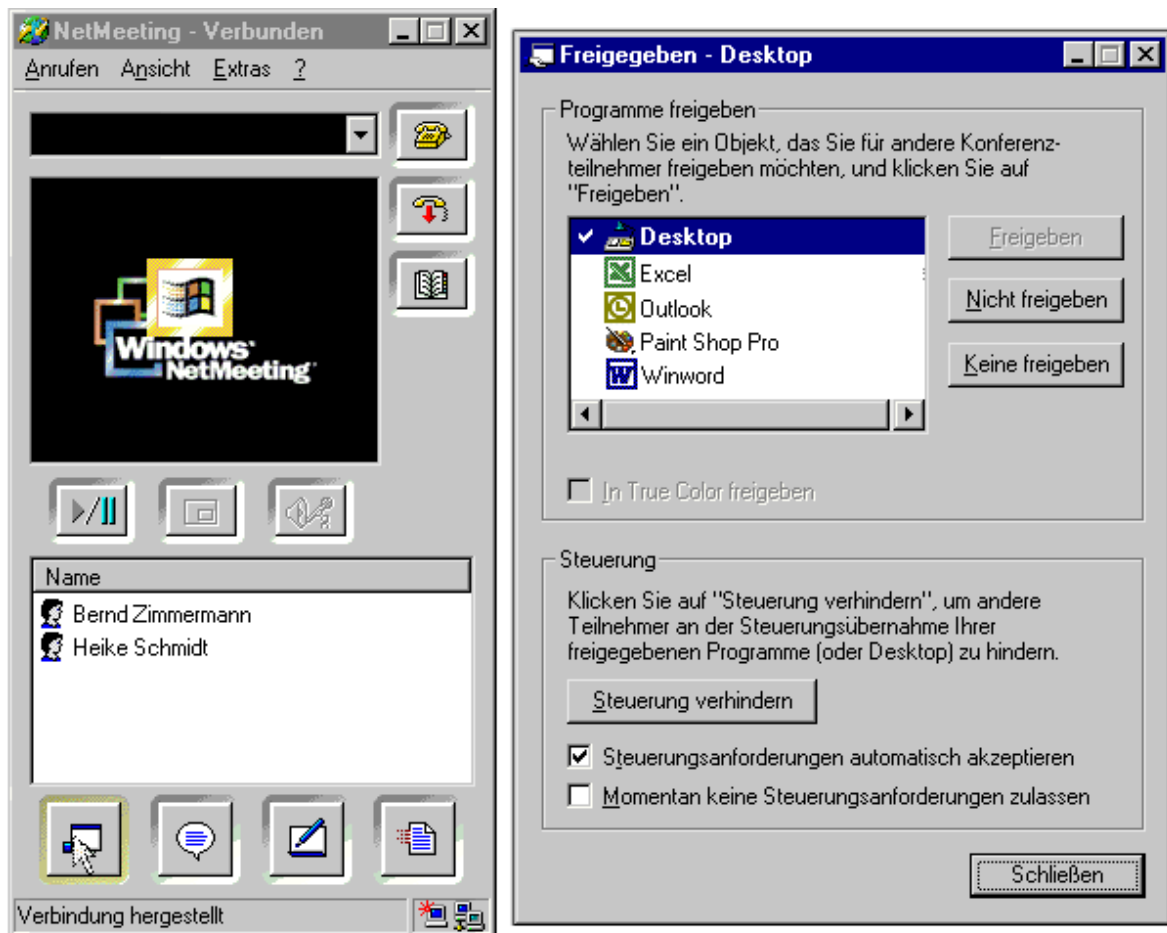 NetMeeting - Verbunden
Anrufen Ansicht Extras ?
Windows
NetMeeting
Name
Bernd Zimmermann
Heike Schmidt
Verbindung hergestellt
Freigegeben - Desktop
Programme freigeben
Wählen Sie ein Objekt, das Sie für andere Konferenz-
teilnehmer freigeben möchten, und klicken Sie auf
"Freigeben".
Desktop
Excel
Outlook
Paint Shop Pro
Winword
Freigeben
Nicht freigeben
Keine freigeben
In True Color freigeben
Steuerung
Klicken Sie auf "Steuerung verhindern", um andere
Teilnehmer an der Steuerungsübernahme Ihrer
freigegebenen Programme (oder Desktop) zu hindern.
Steuerung verhindern
Steuerungsanforderungen automatisch akzeptieren
Momentan keine Steuerungsanforderungen zulassen
Schließen